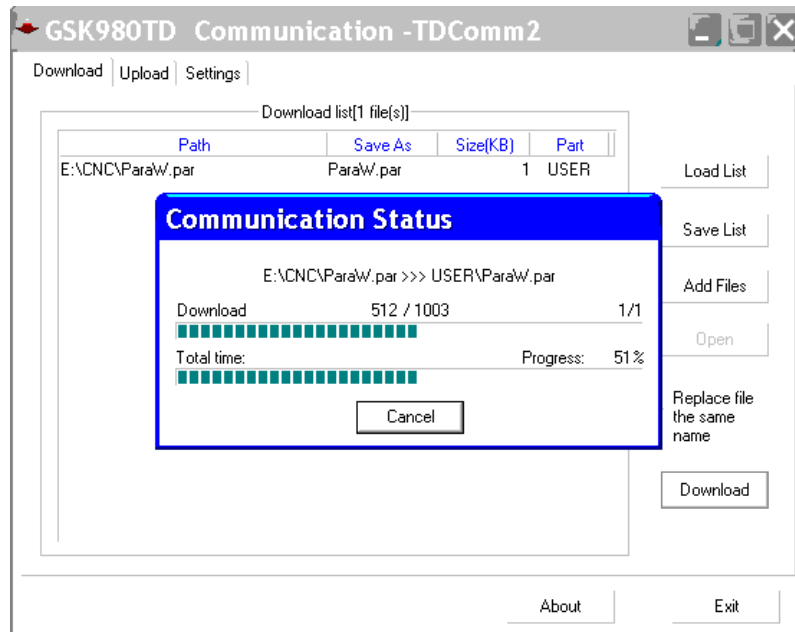 GSK980TD Communication -TDComm2
Download Upload Settings
Download list[1 file(s)]
Path Save As Size(KB) Part
E:\CNC\ParaW.par ParaW.par 1 USER
Load List
Communication Status
Save List
E:\CNC\ParaW.par >>> USER\ParaW.par
Add Files
Download 512 / 1003 1/1
Open
Total time: Progress: 51%
Cancel
Replace file
the same
name
Download
About Exit